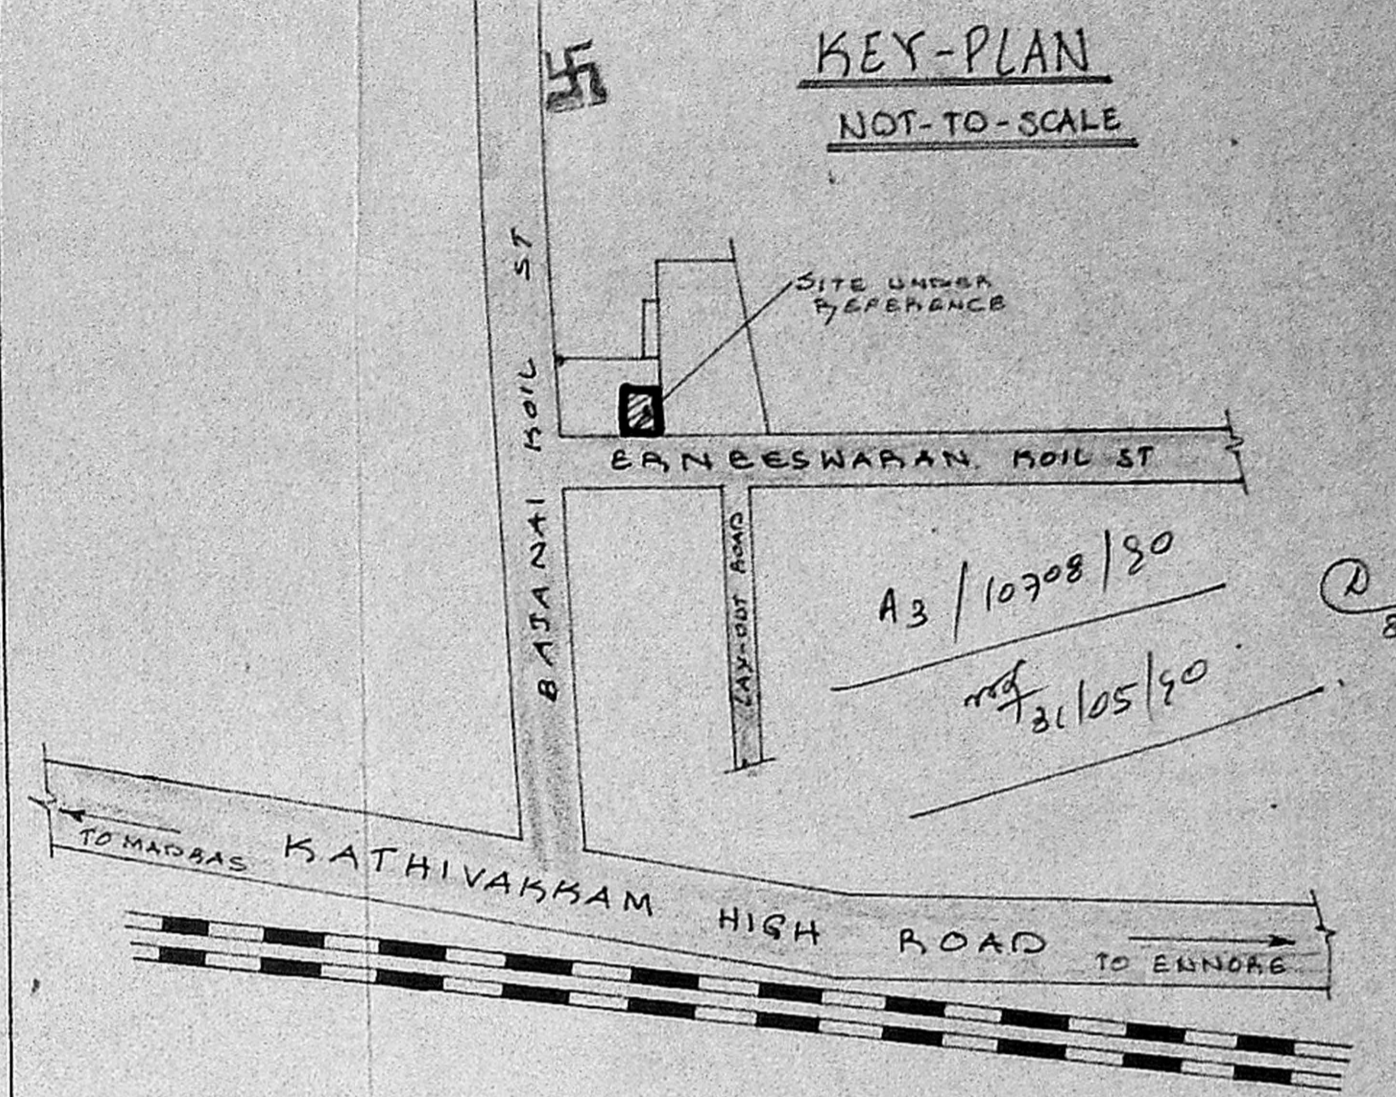 KEY-PLAN
NOT-TO-SCALE
BAJANAI KOIL ST
SITE UNDER
REFERENCE
ERNEESWARAN. KOIL ST
LAY-OUT ROAD
A3/10708/90
31/05/90
TO MADRAS
KATHIVAKKAM HIGH ROAD
TO ENNORE